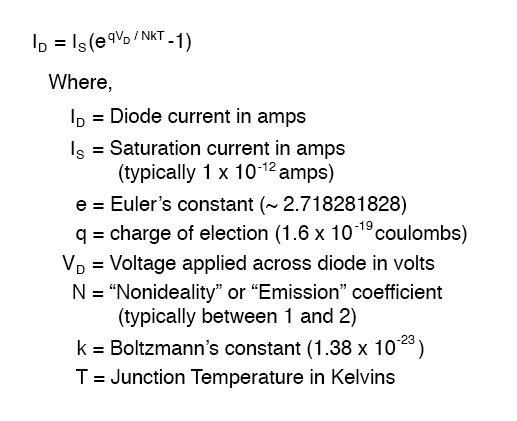 I_D = I_S(e^qV_D / NkT -1)
Where,
I_D = Diode current in amps
I_S = Saturation current in amps
(typically 1 x 10^-12 amps)
e = Euler’s constant (~ 2.718281828)
q = charge of election (1.6 x 10^-19 coulombs)
V_D = Voltage applied across diode in volts
N = “Nonideality” or “Emission” coefficient
(typically between 1 and 2)
k = Boltzmann’s constant (1.38 x 10^-23)
T = Junction Temperature in Kelvins